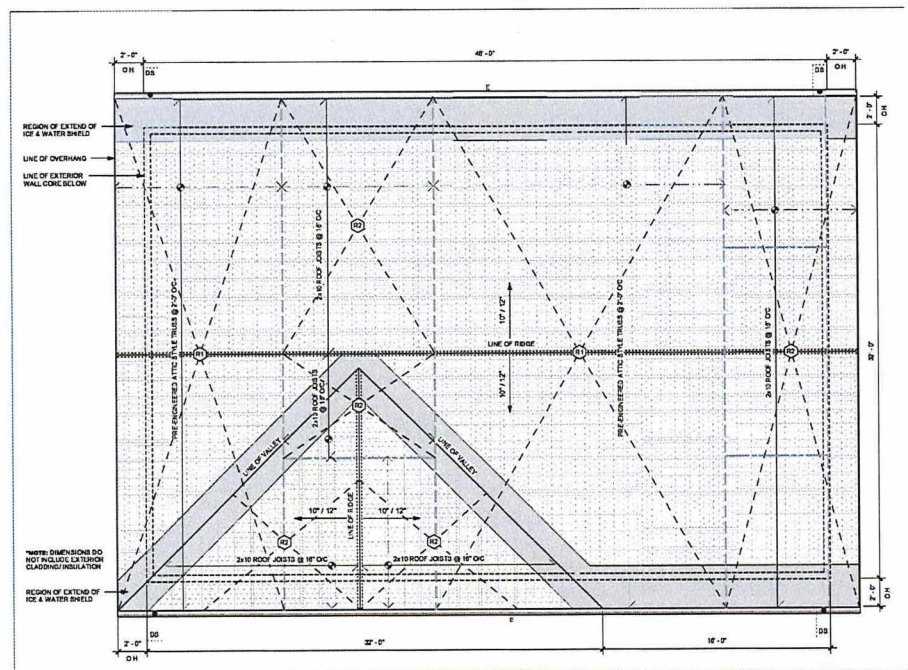 2'-0"
48'-0"
2'-0"
OH
DS
E
DS
OH
2'-0"
OH
REGION OF EXTEND OF
ICE & WATER SHIELD
LINE OF OVERHANG
LINE OF EXTERIOR
WALL CORE BELOW
R2
2x10 ROOF JOISTS @ 16" O/C
PRE-ENGINEERED ATTIC STYLE TRUSS @ 2'-0" O/C
10" / 12"
R1
LINE OF RIDGE
R1
R2
10" / 12"
PRE-ENGINEERED ATTIC STYLE TRUSS @ 2'-0" O/C
2x10 ROOF JOISTS @ 16" O/C
32'-0"
2x10 ROOF JOISTS
@ 16" O/C
R2
LINE OF VALLEY
LINE OF VALLEY
10" / 12"
LINE OF RIDGE
10" / 12"
R2
R2
2x10 ROOF JOISTS @ 16" O/C
2x10 ROOF JOISTS @ 16" O/C
*NOTE: DIMENSIONS DO
NOT INCLUDE EXTERIOR
CLADDING/INSULATION
REGION OF EXTEND OF
ICE & WATER SHIELD
2'-0"
OH
E
DS
DS
2'-0"
OH
32'-0"
16'-0"
2'-0"
OH